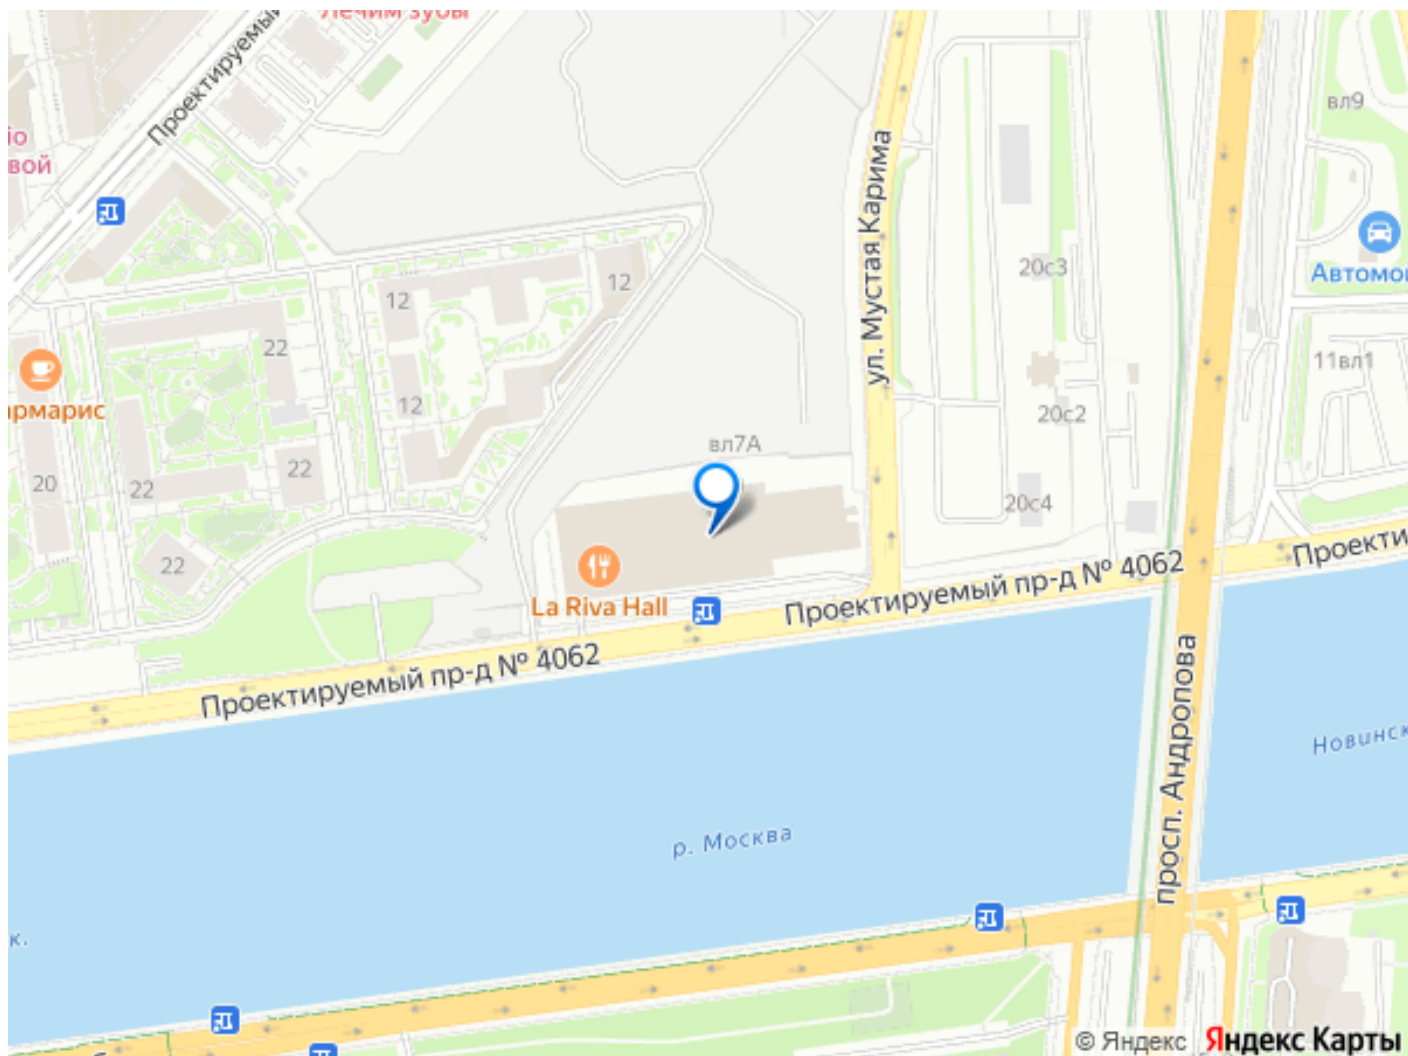 Лечим зубы
Проектируемый
вой
вл9
ул. Мустая Карима
20с3
Автомо
12
12
22
11вл1
армарис
12
20с2
вл7А
20
22
22
20с4
22
La Riva Hall
Проектируемый пр-д № 4062
Проекти
Проектируемый пр-д № 4062
просп. Андропова
Новинск
р. Москва
к.
© Яндекс Яндекс Карты